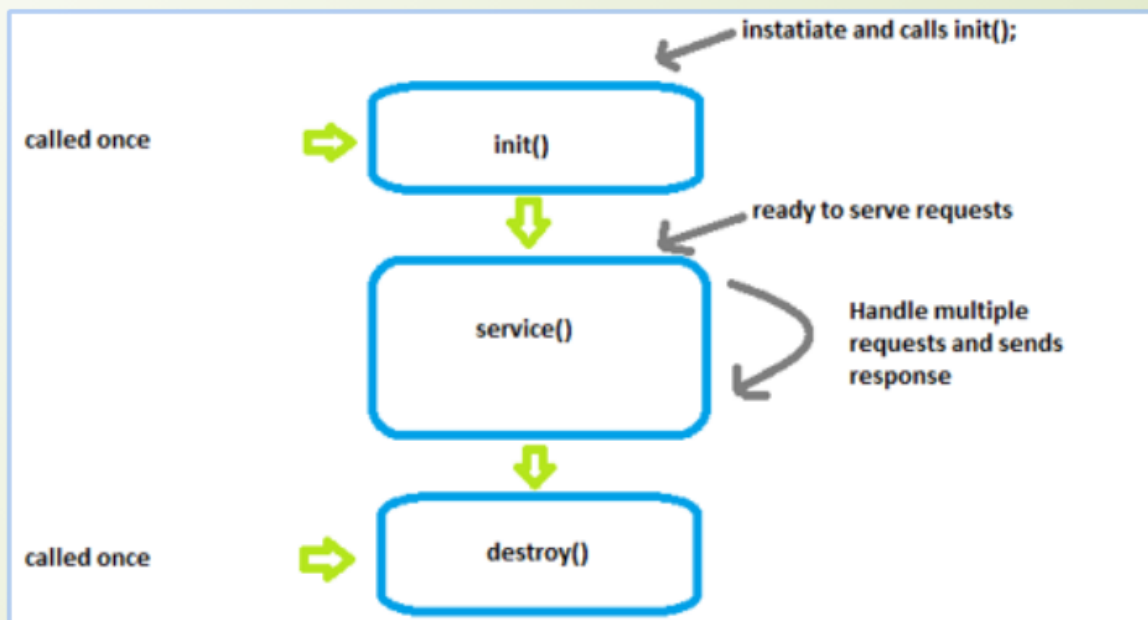 instatiate and calls init();
called once
init()
ready to serve requests
service()
Handle multiple
requests and sends
response
called once
destroy()